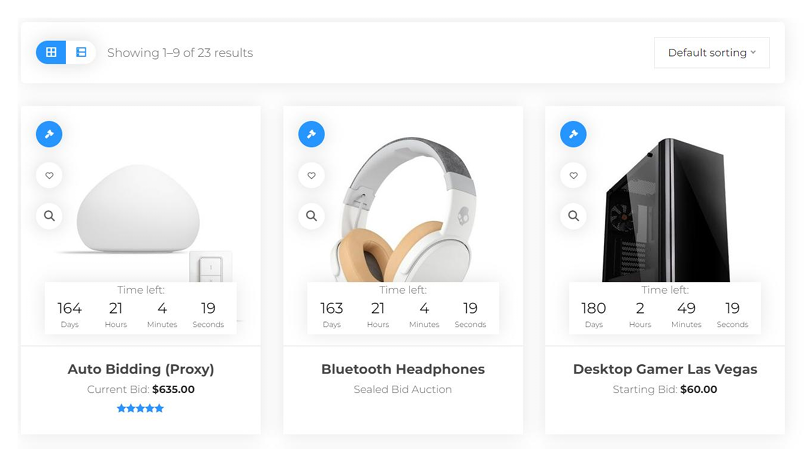 Showing 1–9 of 23 results
Default sorting
Time left:
164 21 4 19
Days Hours Minutes Seconds
Auto Bidding (Proxy)
Current Bid: $635.00
Time left:
163 21 4 19
Days Hours Minutes Seconds
Bluetooth Headphones
Sealed Bid Auction
Time left:
180 2 49 19
Days Hours Minutes Seconds
Desktop Gamer Las Vegas
Starting Bid: $60.00